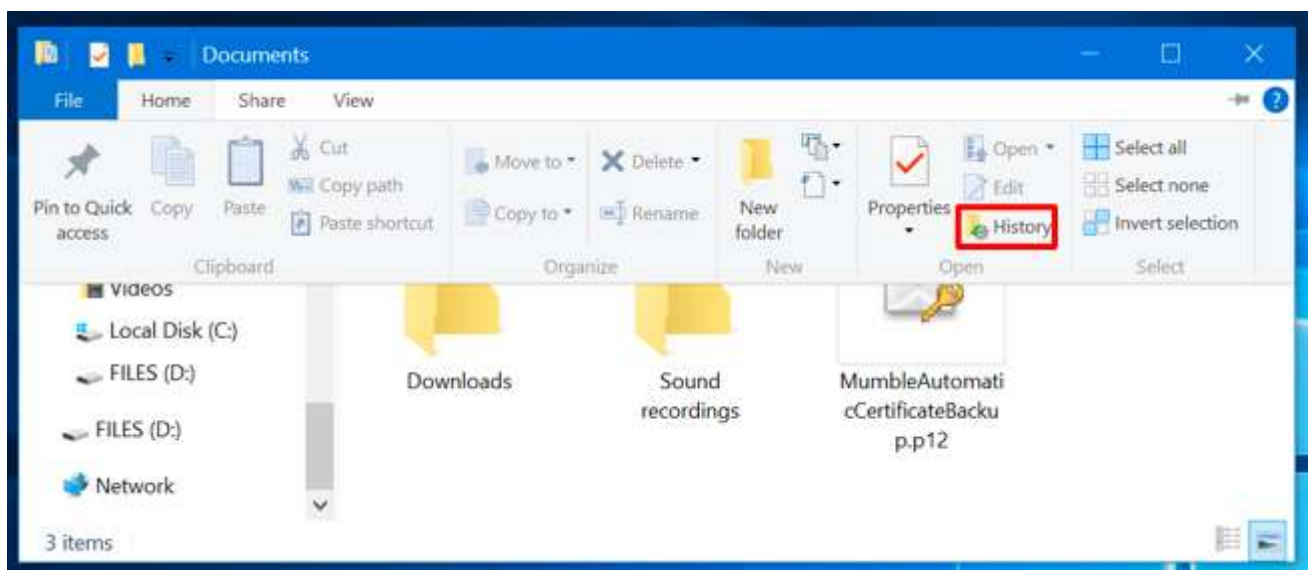 Documents
File Home Share View
Pin to Quick access
Copy
Paste
Cut
Copy path
Paste shortcut
Clipboard
Move to
Copy to
Delete
Rename
Organize
New folder
New
Properties
Open
Edit
History
Open
Select all
Select none
Invert selection
Select
Videos
Local Disk (C:)
FILES (D:)
FILES (D:)
Network
Downloads
Sound
recordings
MumbleAutomati
cCertificateBacku
p.p12
3 items